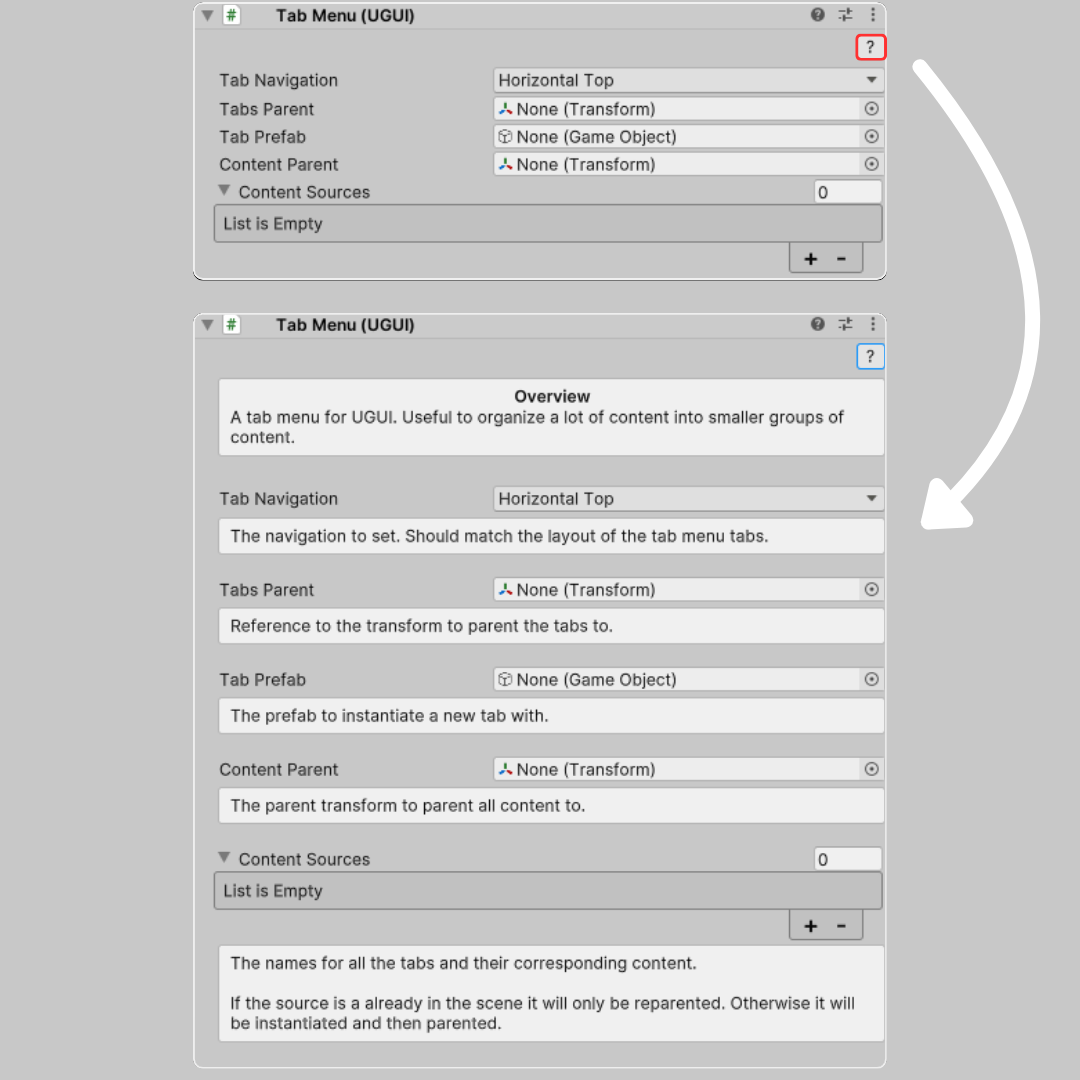 # Tab Menu (UGUI) ?
?
Tab Navigation Horizontal Top
Tabs Parent None (Transform)
Tab Prefab None (Game Object)
Content Parent None (Transform)
Content Sources 0
List is Empty
+ -
# Tab Menu (UGUI) ?
?
Overview
A tab menu for UGUI. Useful to organize a lot of content into smaller groups of
content.
Tab Navigation Horizontal Top
The navigation to set. Should match the layout of the tab menu tabs.
Tabs Parent None (Transform)
Reference to the transform to parent the tabs to.
Tab Prefab None (Game Object)
The prefab to instantiate a new tab with.
Content Parent None (Transform)
The parent transform to parent all content to.
Content Sources 0
List is Empty
+ -
The names for all the tabs and their corresponding content.
If the source is a already in the scene it will only be reparented. Otherwise it will
be instantiated and then parented.